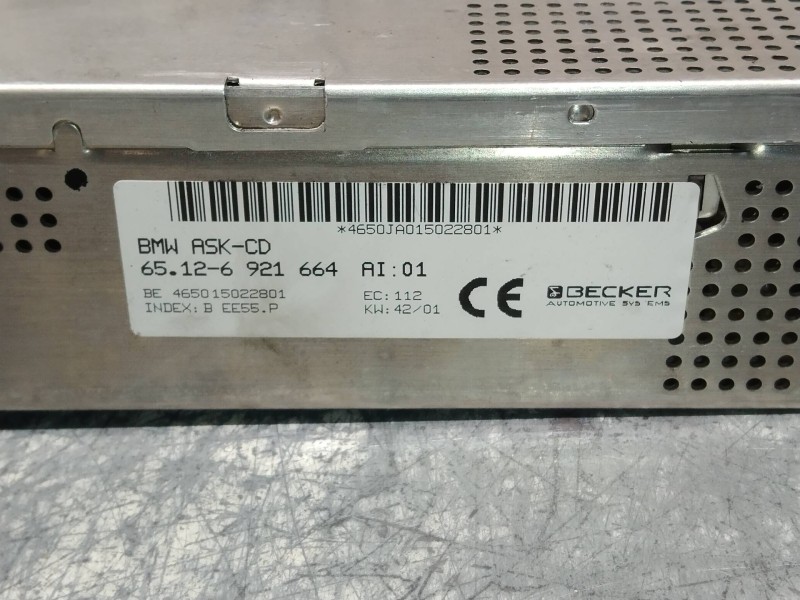 *4650JA015022801*
BMW ASK-CD
65.12-6 921 664 AI:01
BE 465015022801 EC:112
INDEX: B EE55.P KW: 42/01
CE
BECKER
AUTOMOTIVE SYSTEMS